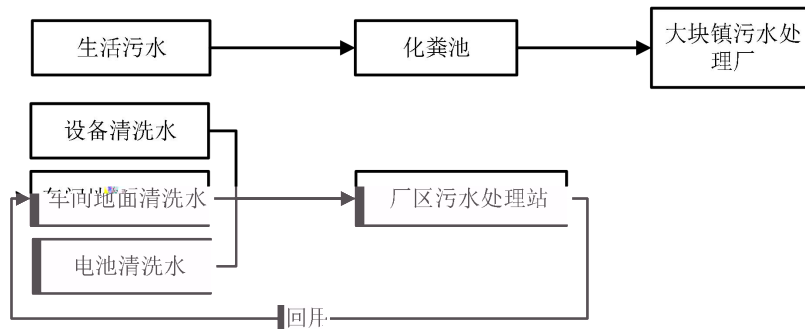 生活污水
化粪池
大块镇污水处
理厂
设备清洗水
车间地面清洗水
厂区污水处理站
电池清洗水
回用